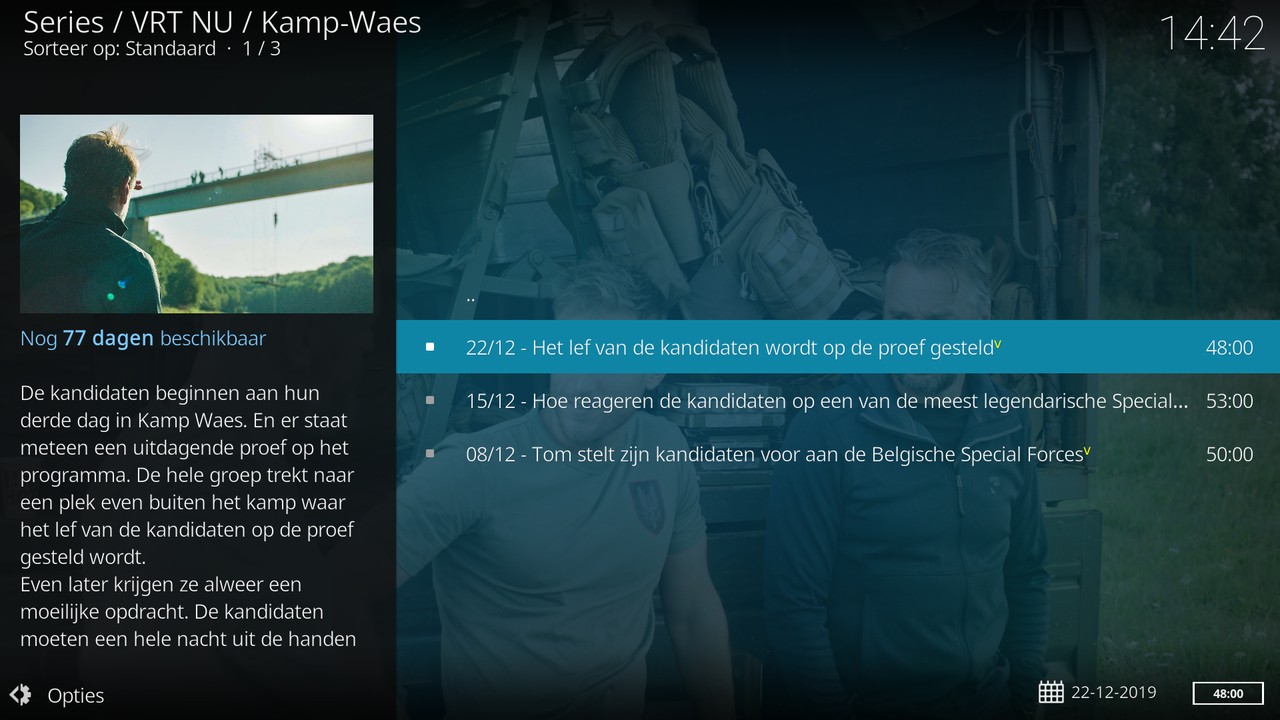 Series / VRT NU / Kamp-Waes
Sorteer op: Standaard · 1 / 3
14:42
Nog 77 dagen beschikbaar
De kandidaten beginnen aan hun
derde dag in Kamp Waes. En er staat
meteen een uitdagende proef op het
programma. De hele groep trekt naar
een plek even buiten het kamp waar
het lef van de kandidaten op de proef
gesteld wordt.
Even later krijgen ze alweer een
moeilijke opdracht. De kandidaten
moeten een hele nacht uit de handen
..
22/12 - Het lef van de kandidaten wordt op de proef gesteldᵛ 48:00
15/12 - Hoe reageren de kandidaten op een van de meest legendarische Special... 53:00
08/12 - Tom stelt zijn kandidaten voor aan de Belgische Special Forcesᵛ 50:00
Opties
22-12-2019
48:00